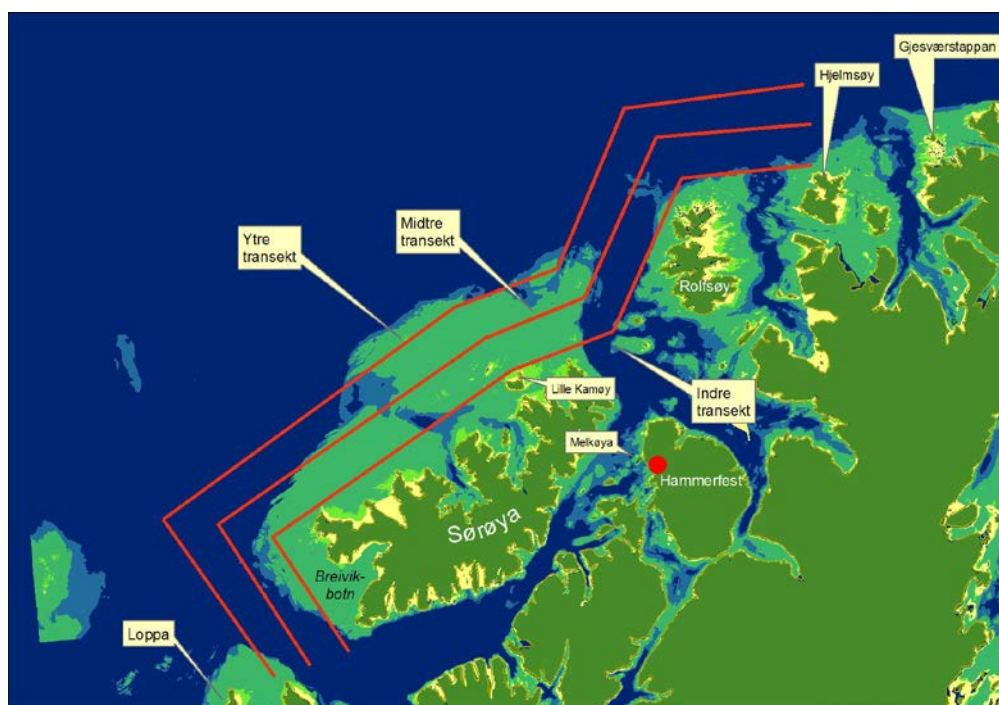 Gjesværstappan
Hjelmsøy
Midtre
transekt
Ytre
transekt
Rolfsøy
Lille Kamøy
Indre
transekt
Melkøya
Hammerfest
Sørøya
Breivik-
botn
Loppa